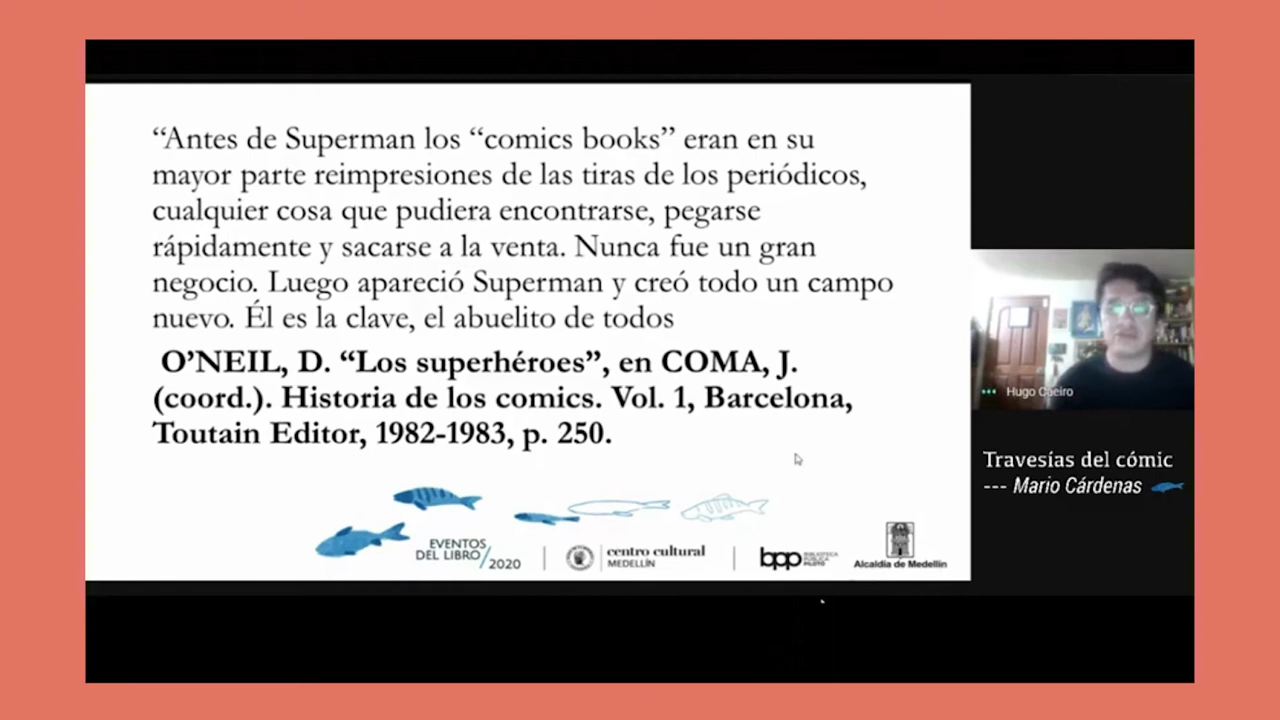 “Antes de Superman los “comics books” eran en su
mayor parte reimpresiones de las tiras de los periódicos,
cualquier cosa que pudiera encontrarse, pegarse
rápidamente y sacarse a la venta. Nunca fue un gran
negocio. Luego apareció Superman y creó todo un campo
nuevo. Él es la clave, el abuelito de todos
O’NEIL, D. “Los superhéroes”, en COMA, J.
(coord.). Historia de los comics. Vol. 1, Barcelona,
Toutain Editor, 1982-1983, p. 250.
EVENTOS
DEL LIBRO/2020
centro cultural
MEDELLÍN
bpp BIBLIOTECA
PÚBLICA
PILOTO
Alcaldía de Medellín
Hugo Caeiro
Travesías del cómic
--- Mario Cárdenas